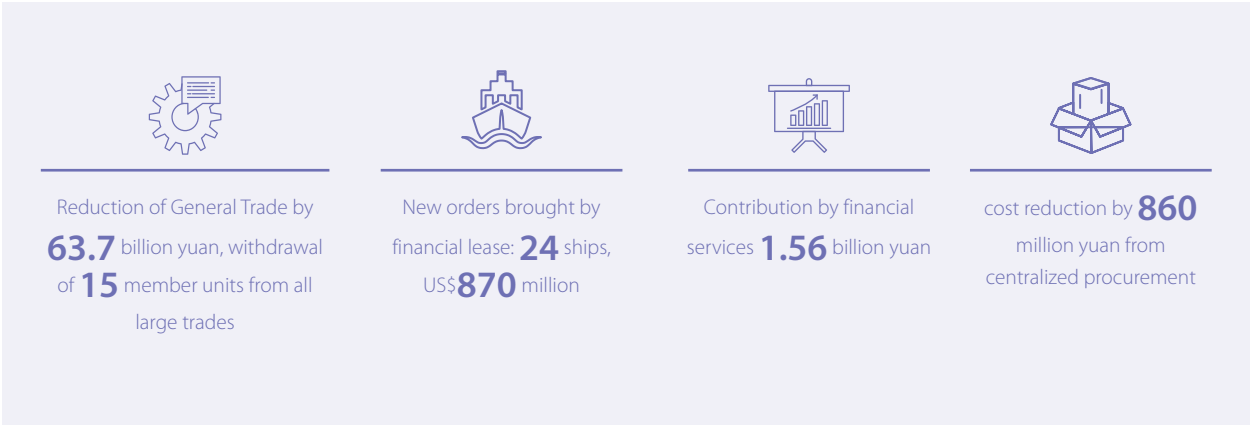 Reduction of General Trade by
63.7 billion yuan, withdrawal
of 15 member units from all
large trades
New orders brought by
financial lease: 24 ships,
US$870 million
Contribution by financial
services 1.56 billion yuan
cost reduction by 860
million yuan from
centralized procurement